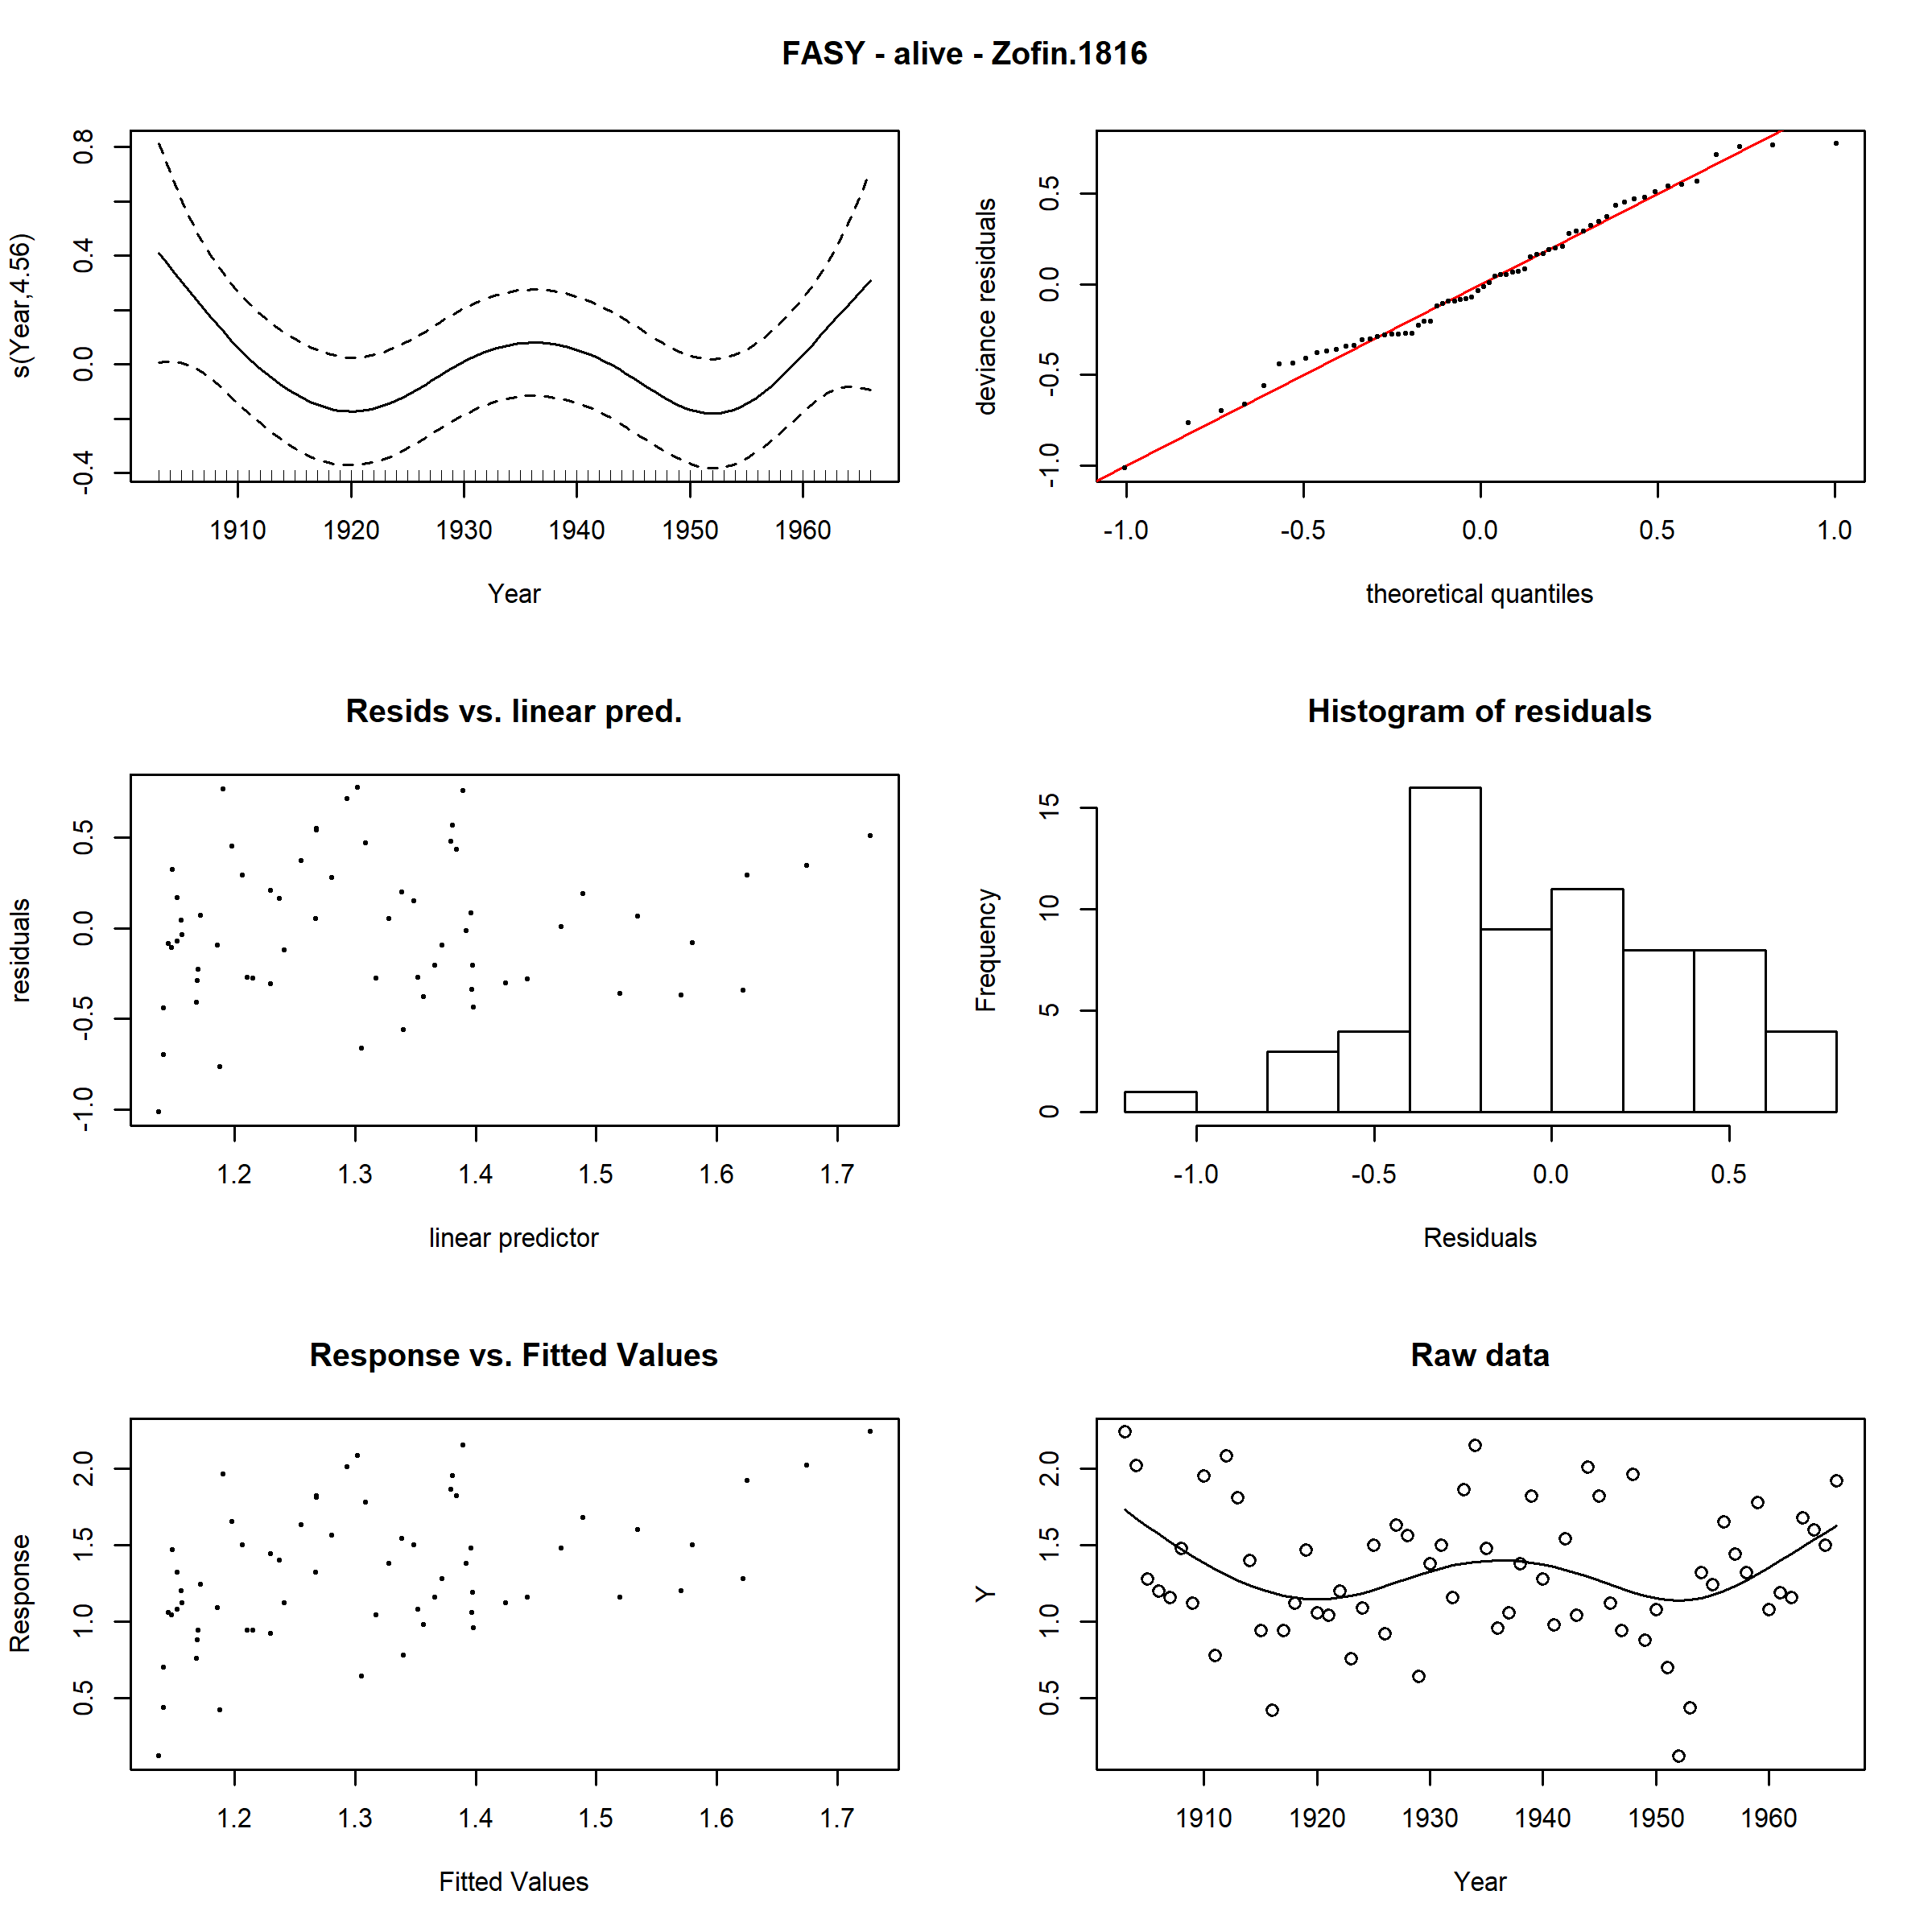 FASY - alive - Zofin.1816
s(Year,4.56)
-0.4 0.0 0.4 0.8
1910 1920 1930 1940 1950 1960
Year
deviance residuals
-1.0 -0.5 0.0 0.5
-1.0 -0.5 0.0 0.5 1.0
theoretical quantiles
Resids vs. linear pred.
residuals
-1.0 -0.5 0.0 0.5
1.2 1.3 1.4 1.5 1.6 1.7
linear predictor
Histogram of residuals
Frequency
0 5 10 15
-1.0 -0.5 0.0 0.5
Residuals
Response vs. Fitted Values
Response
0.5 1.0 1.5 2.0
1.2 1.3 1.4 1.5 1.6 1.7
Fitted Values
Raw data
Y
0.5 1.0 1.5 2.0
1910 1920 1930 1940 1950 1960
Year